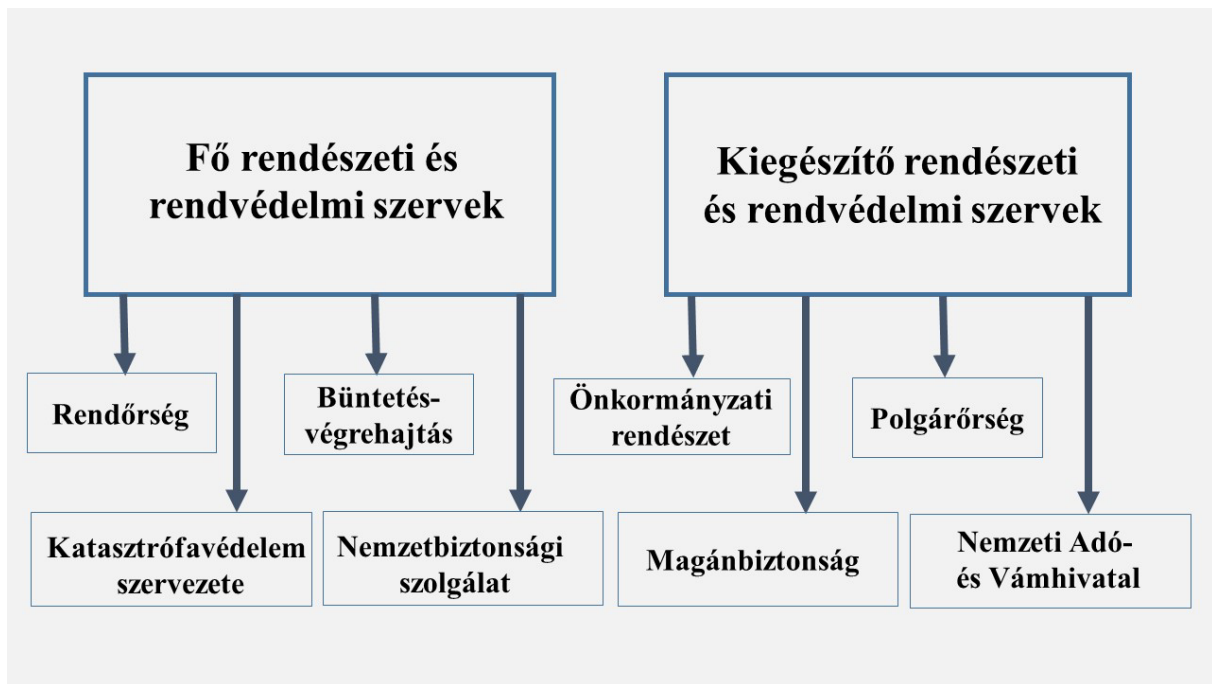 Fő rendészeti és
rendvédelmi szervek
Kiegészítő rendészeti
és rendvédelmi szervek
Rendőrség
Büntetés-
végrehajtás
Önkormányzati
rendészet
Polgárőrség
Katasztrófavédelem
szervezete
Nemzetbiztonsági
szolgálat
Magánbiztonság
Nemzeti Adó-
és Vámhivatal